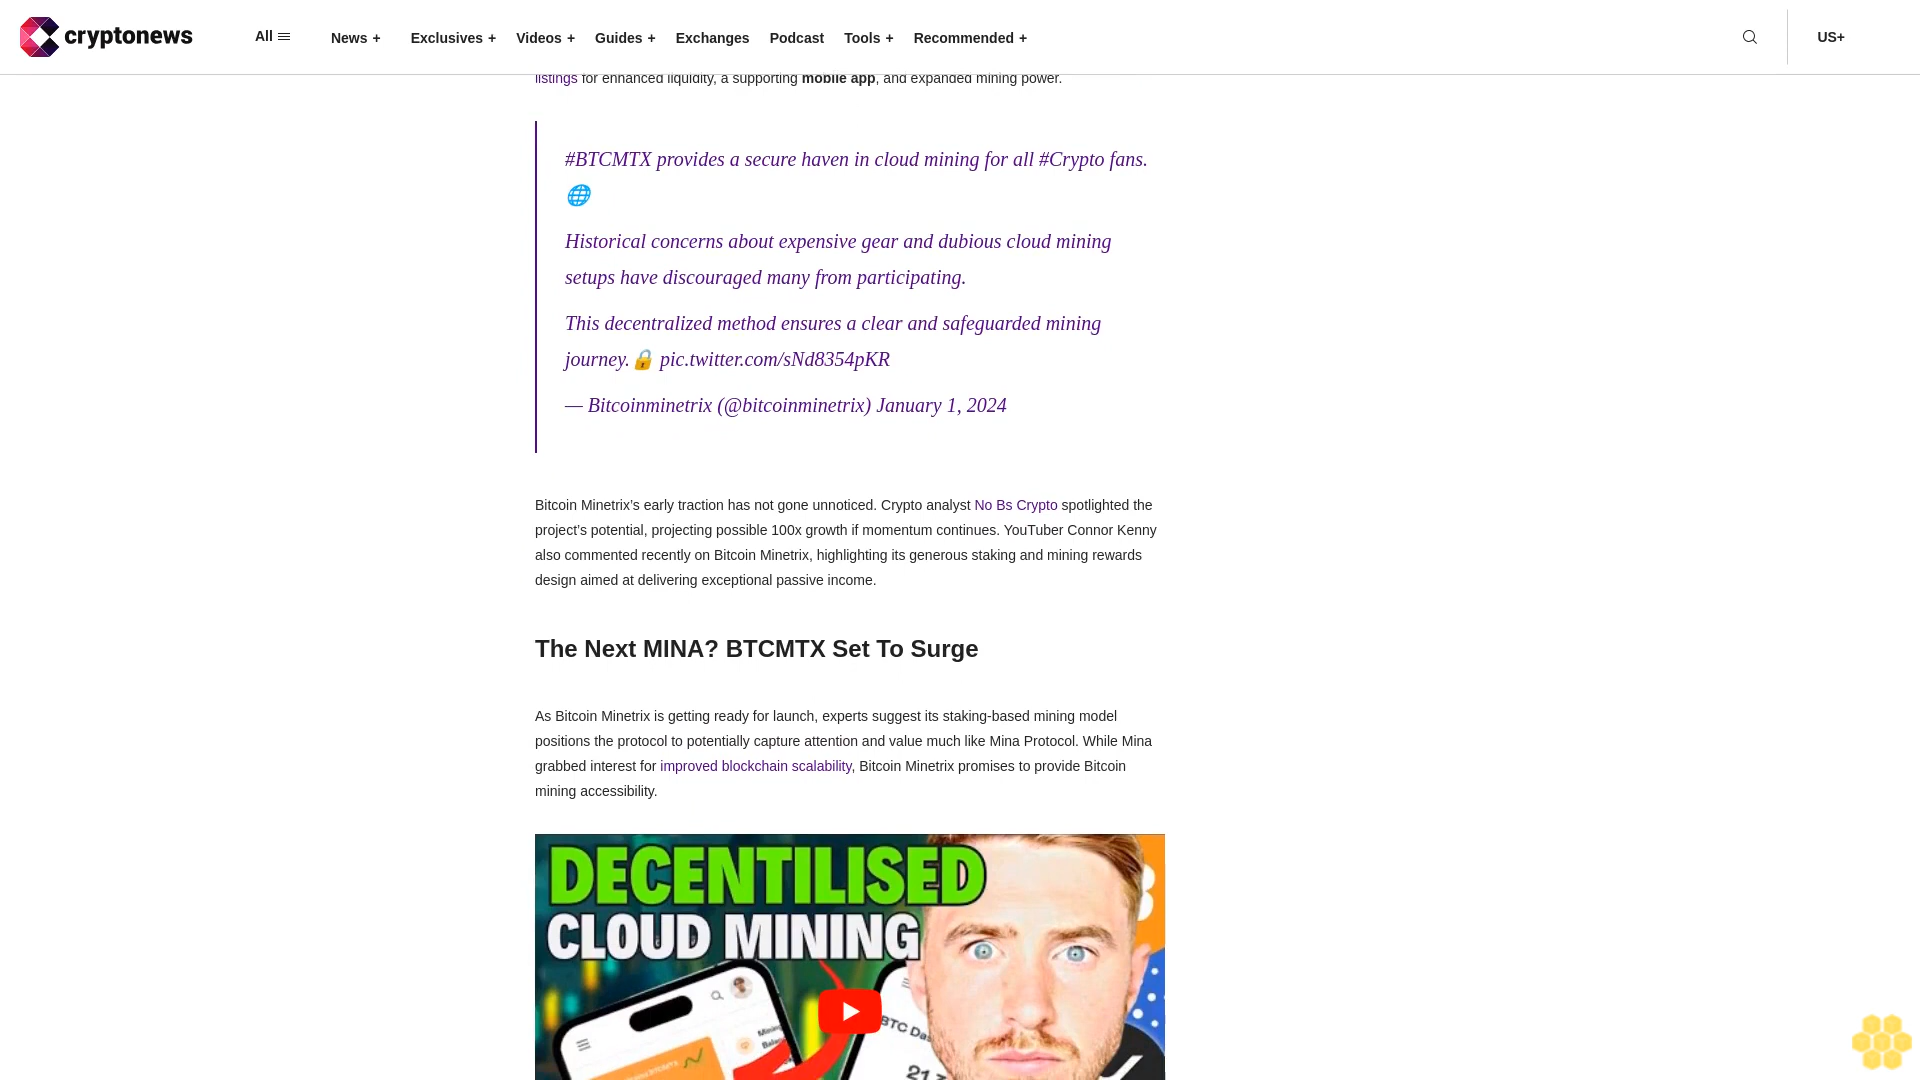 cryptonews
All
News +
Exclusives +
Videos +
Guides +
Exchanges
Podcast
Tools +
Recommended +
US+
listings for enhanced liquidity, a supporting mobile app, and expanded mining power.
#BTCMTX provides a secure haven in cloud mining for all #Crypto fans.
🌐
Historical concerns about expensive gear and dubious cloud mining
setups have discouraged many from participating.
This decentralized method ensures a clear and safeguarded mining
journey.🔒 pic.twitter.com/sNd8354pKR
— Bitcoinminetrix (@bitcoinminetrix) January 1, 2024
Bitcoin Minetrix’s early traction has not gone unnoticed. Crypto analyst No Bs Crypto spotlighted the
project’s potential, projecting possible 100x growth if momentum continues. YouTuber Connor Kenny
also commented recently on Bitcoin Minetrix, highlighting its generous staking and mining rewards
design aimed at delivering exceptional passive income.
The Next MINA? BTCMTX Set To Surge
As Bitcoin Minetrix is getting ready for launch, experts suggest its staking-based mining model
positions the protocol to potentially capture attention and value much like Mina Protocol. While Mina
grabbed interest for improved blockchain scalability, Bitcoin Minetrix promises to provide Bitcoin
mining accessibility.
DECENTILISED
CLOUD MINING
Mining
BTC Das